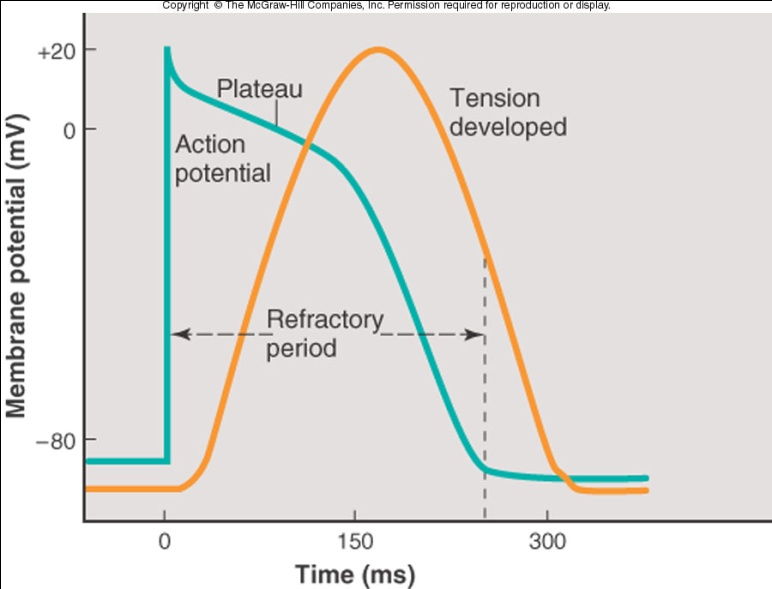 Copyright © The McGraw-Hill Companies, Inc. Permission required for reproduction or display.
+20
Plateau
Tension
developed
0
Action
potential
Membrane potential (mV)
Refractory
period
−80
0
150
300
Time (ms)